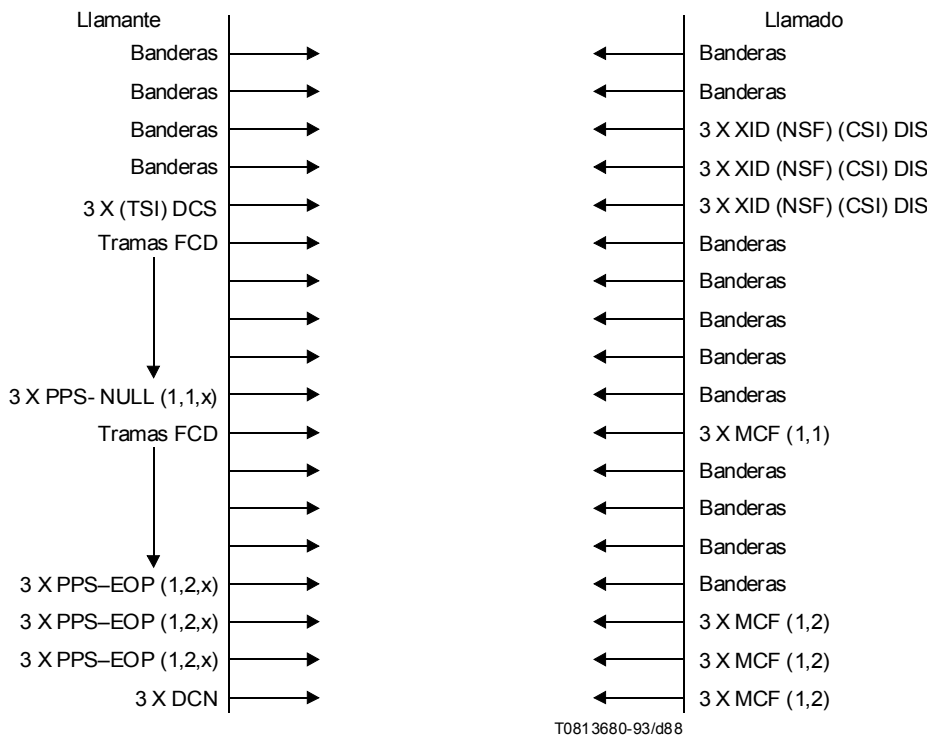 Llamante Llamado
Banderas Banderas
Banderas Banderas
Banderas 3 X XID (NSF) (CSI) DIS
Banderas 3 X XID (NSF) (CSI) DIS
3 X (TSI) DCS 3 X XID (NSF) (CSI) DIS
Tramas FCD Banderas
Banderas
Banderas
Banderas
3 X PPS- NULL (1,1,x) Banderas
Tramas FCD 3 X MCF (1,1)
Banderas
Banderas
Banderas
3 X PPS–EOP (1,2,x) Banderas
3 X PPS–EOP (1,2,x) 3 X MCF (1,2)
3 X PPS–EOP (1,2,x) 3 X MCF (1,2)
3 X DCN 3 X MCF (1,2)
T0813680-93/d88